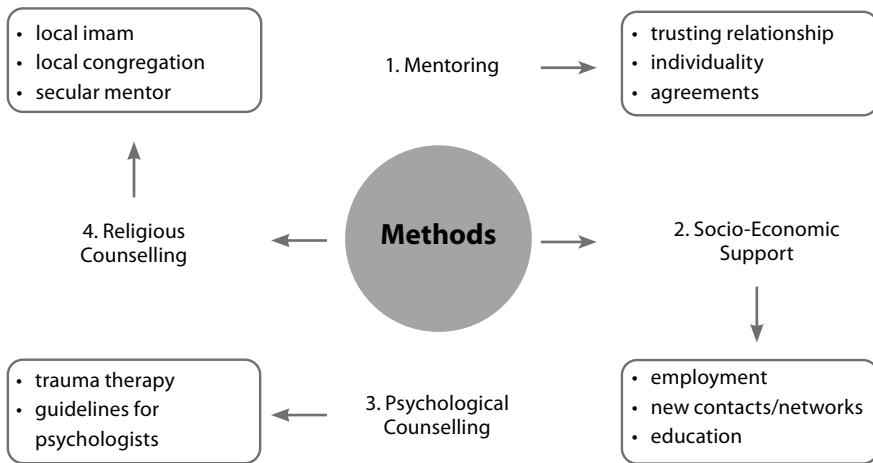 • local imam
• local congregation
• secular mentor
1. Mentoring
• trusting relationship
• individuality
• agreements
4. Religious
Counselling
Methods
2. Socio-Economic
Support
• trauma therapy
• guidelines for
psychologists
3. Psychological
Counselling
• employment
• new contacts/networks
• education